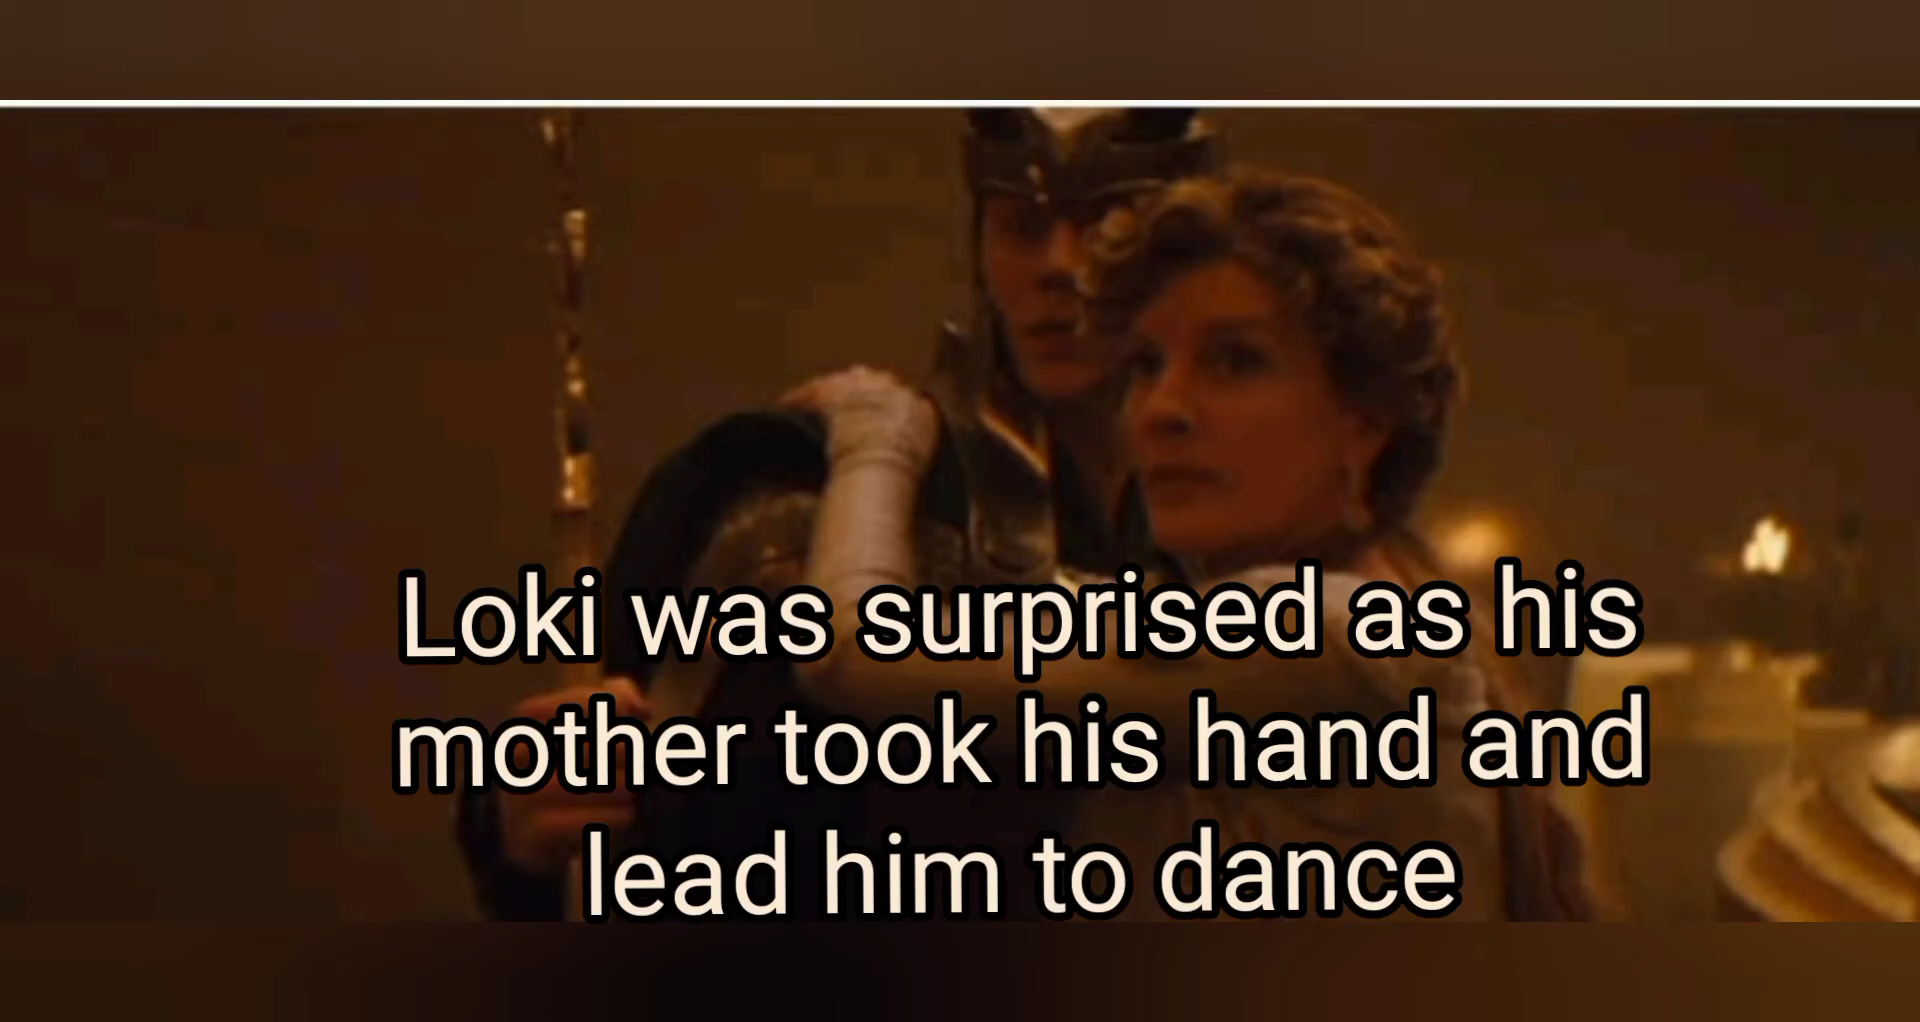 Loki was surprised as his
mother took his hand and
lead him to dance